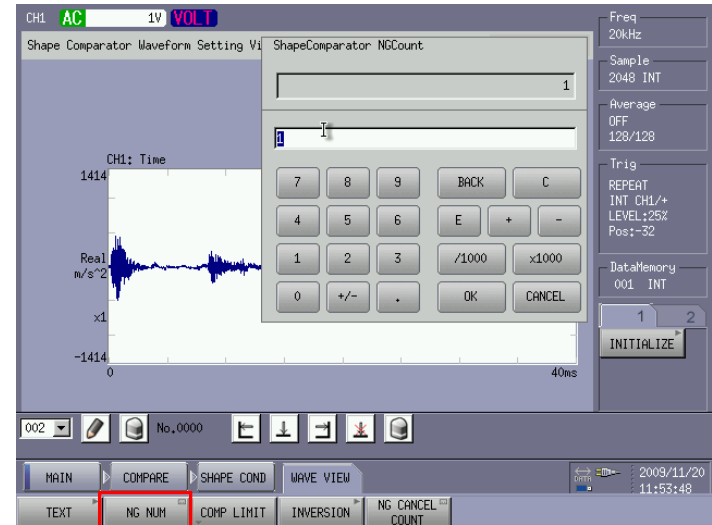 CH1 AC 1V VOLT
Shape Comparator Waveform Setting Vi
ShapeComparator NGCount
1
1
7 8 9 BACK C
4 5 6 E + -
1 2 3 /1000 x1000
0 +/- . OK CANCEL
CH1: Time
1414
Real
m/s^2
x1
-1414
0
40ms
Freq
20kHz
Sample
2048 INT
Average
OFF
128/128
Trig
REPEAT
INT CH1/+
LEVEL:25%
Pos:-32
DataMemory
001 INT
1 2
INITIALIZE
002 No.0000
MAIN COMPARE SHAPE COND WAVE VIEW
DATA
2009/11/20
11:53:48
TEXT NG NUM COMP LIMIT INVERSION NG CANCEL
COUNT